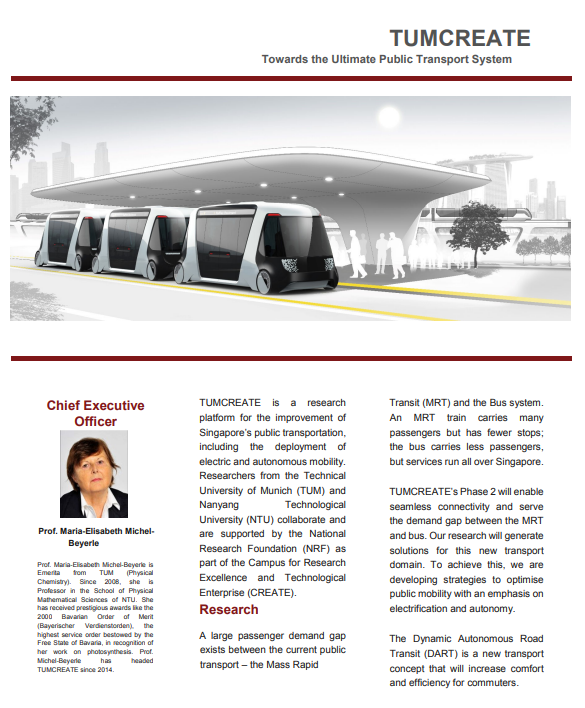 TUMCREATE
Towards the Ultimate Public Transport System
Chief Executive
Officer
Prof. Maria-Elisabeth Michel-
Beyerle
Prof. Maria-Elisabeth Michel-Beyerle is
Emerita from TUM (Physical
Chemistry). Since 2008, she is
Professor in the School of Physical
Mathematical Sciences of NTU. She
has received prestigious awards like the
2000 Bavarian Order of Merit
(Bayerischer Verdienstorden), the
highest service order bestowed by the
Free State of Bavaria, in recognition of
her work on photosynthesis. Prof.
Michel-Beyerle has headed
TUMCREATE since 2014.
TUMCREATE is a research
platform for the improvement of
Singapore's public transportation,
including the deployment of
electric and autonomous mobility.
Researchers from the Technical
University of Munich (TUM) and
Nanyang Technological
University (NTU) collaborate and
are supported by the National
Research Foundation (NRF) as
part of the Campus for Research
Excellence and Technological
Enterprise (CREATE).
Research
A large passenger demand gap
exists between the current public
transport – the Mass Rapid
Transit (MRT) and the Bus system.
An MRT train carries many
passengers but has fewer stops;
the bus carries less passengers,
but services run all over Singapore.
TUMCREATE's Phase 2 will enable
seamless connectivity and serve
the demand gap between the MRT
and bus. Our research will generate
solutions for this new transport
domain. To achieve this, we are
developing strategies to optimise
public mobility with an emphasis on
electrification and autonomy.
The Dynamic Autonomous Road
Transit (DART) is a new transport
concept that will increase comfort
and efficiency for commuters.